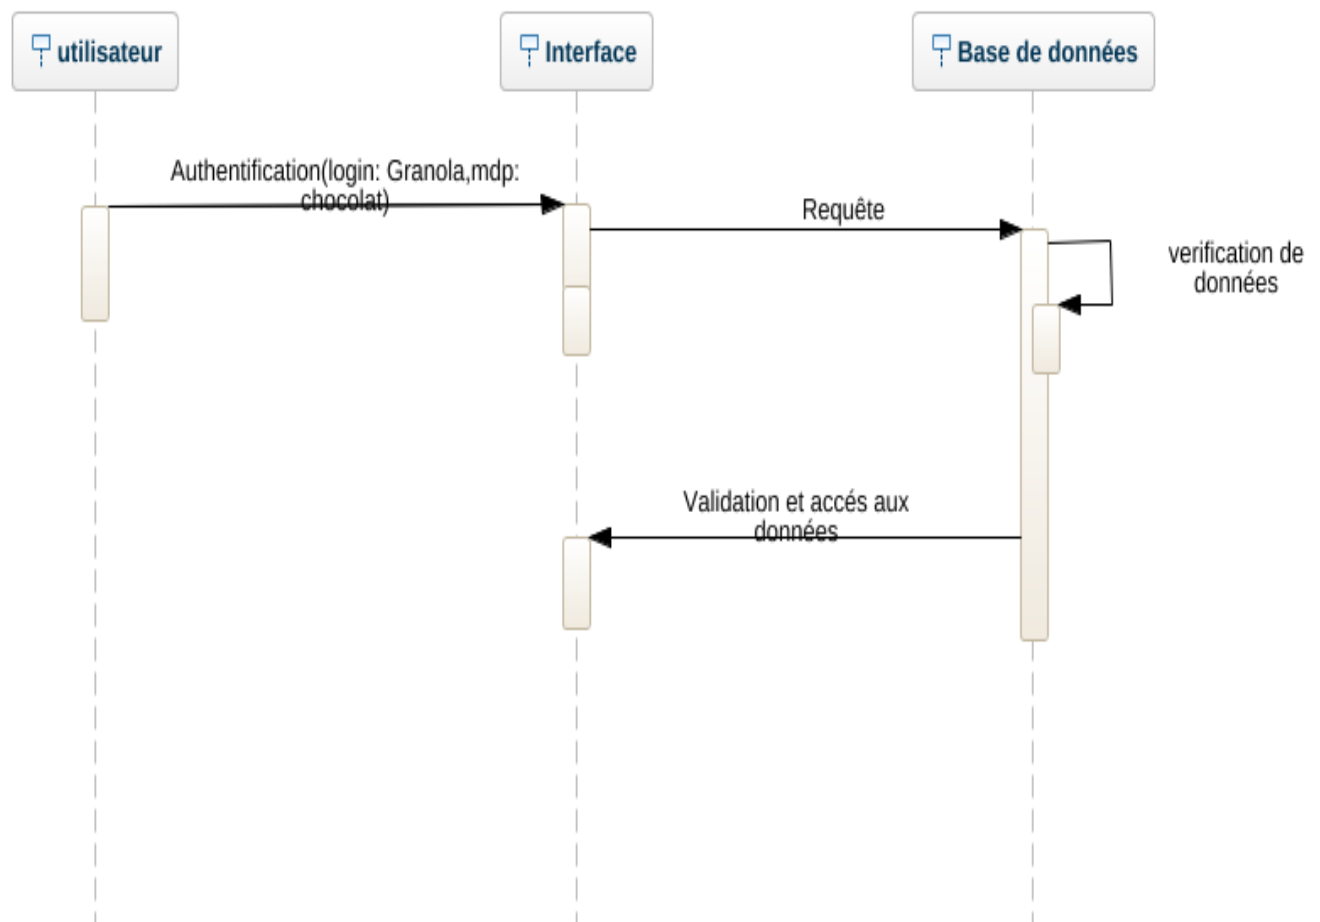 utilisateur
Interface
Base de données
Authentification(login: Granola,mdp:
chocolat)
Requête
verification de
données
Validation et accés aux
données